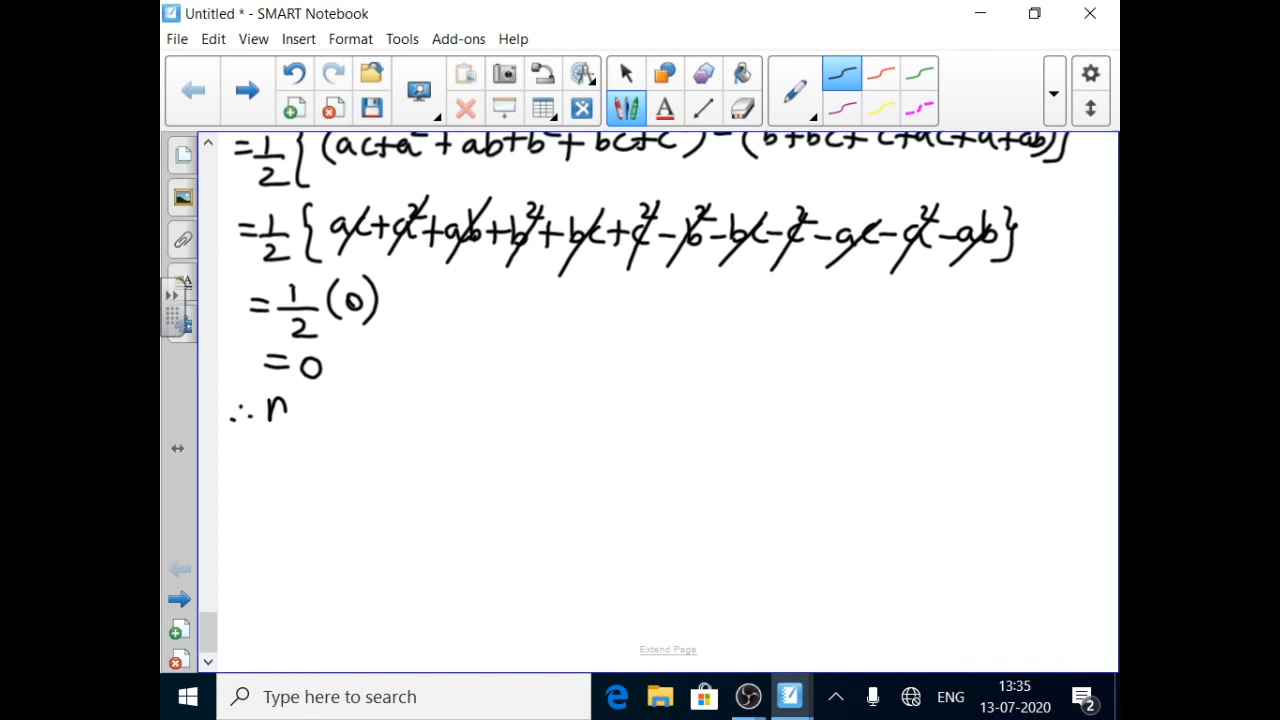 Untitled * - SMART Notebook
File Edit View Insert Format Tools Add-ons Help
=1/2{(ac+a²+ab+b²+bc+c²)-(b²+bc+c²+ac+a²+ab)}
=1/2{ac+a²+ab+b²+bc+c²-b²-bc-c²-ac-a²-ab}
=1/2(0)
=0
∴ n
Extend Page
Type here to search
ENG
13:35
13-07-2020
2